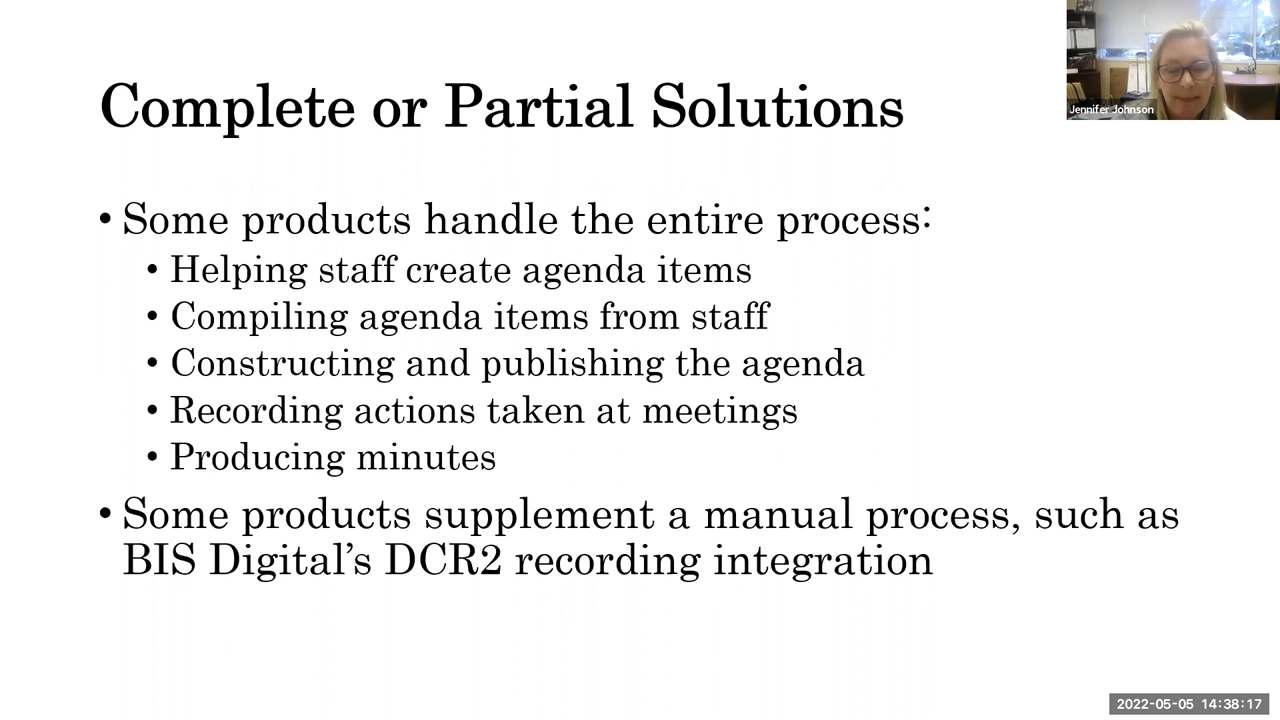 Complete or Partial Solutions
Jennifer Johnson
• Some products handle the entire process:
• Helping staff create agenda items
• Compiling agenda items from staff
• Constructing and publishing the agenda
• Recording actions taken at meetings
• Producing minutes
• Some products supplement a manual process, such as
BIS Digital’s DCR2 recording integration
2022-05-05 14:38:17